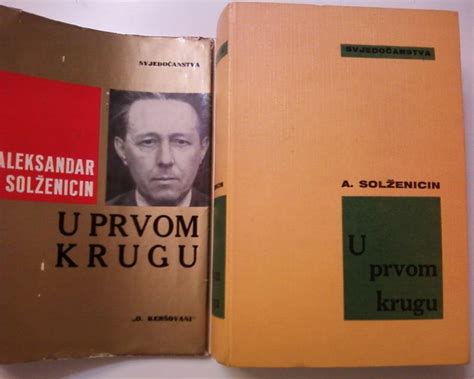 SVJEDOČANSTVA
ALEKSANDAR
SOLŽENICIN
U PRVOM
KRUGU
„O. KERŠOVANI"
SVJEDOČANSTVA
A. SOLŽENICIN
U
prvom
krugu